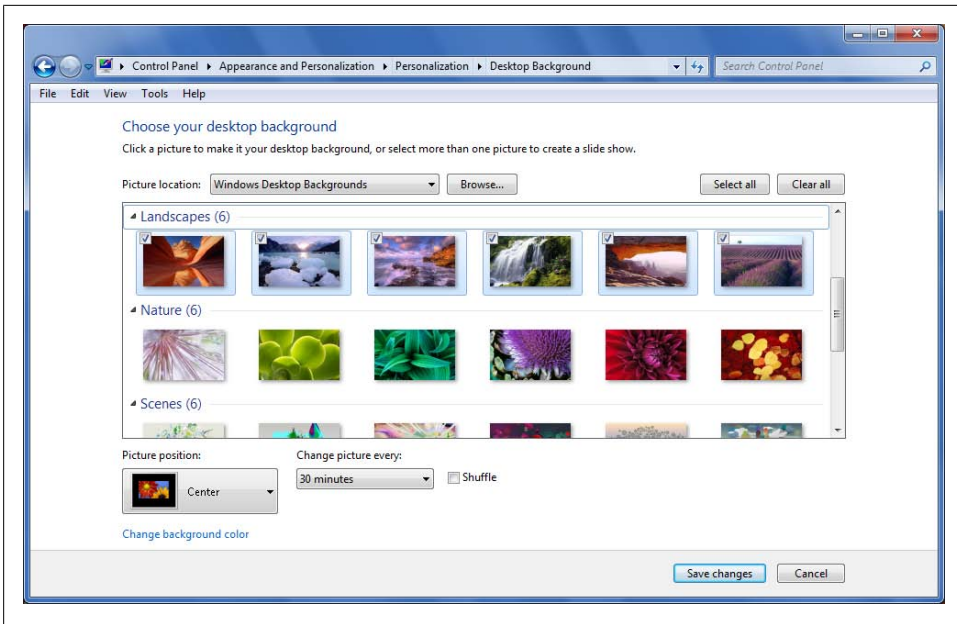 Control Panel ▸ Appearance and Personalization ▸ Personalization ▸ Desktop Background
Search Control Panel
File Edit View Tools Help
Choose your desktop background
Click a picture to make it your desktop background, or select more than one picture to create a slide show.
Picture location: Windows Desktop Backgrounds Browse... Select all Clear all
Landscapes (6)
Nature (6)
Scenes (6)
Picture position: Change picture every:
Center 30 minutes Shuffle
Change background color
Save changes Cancel